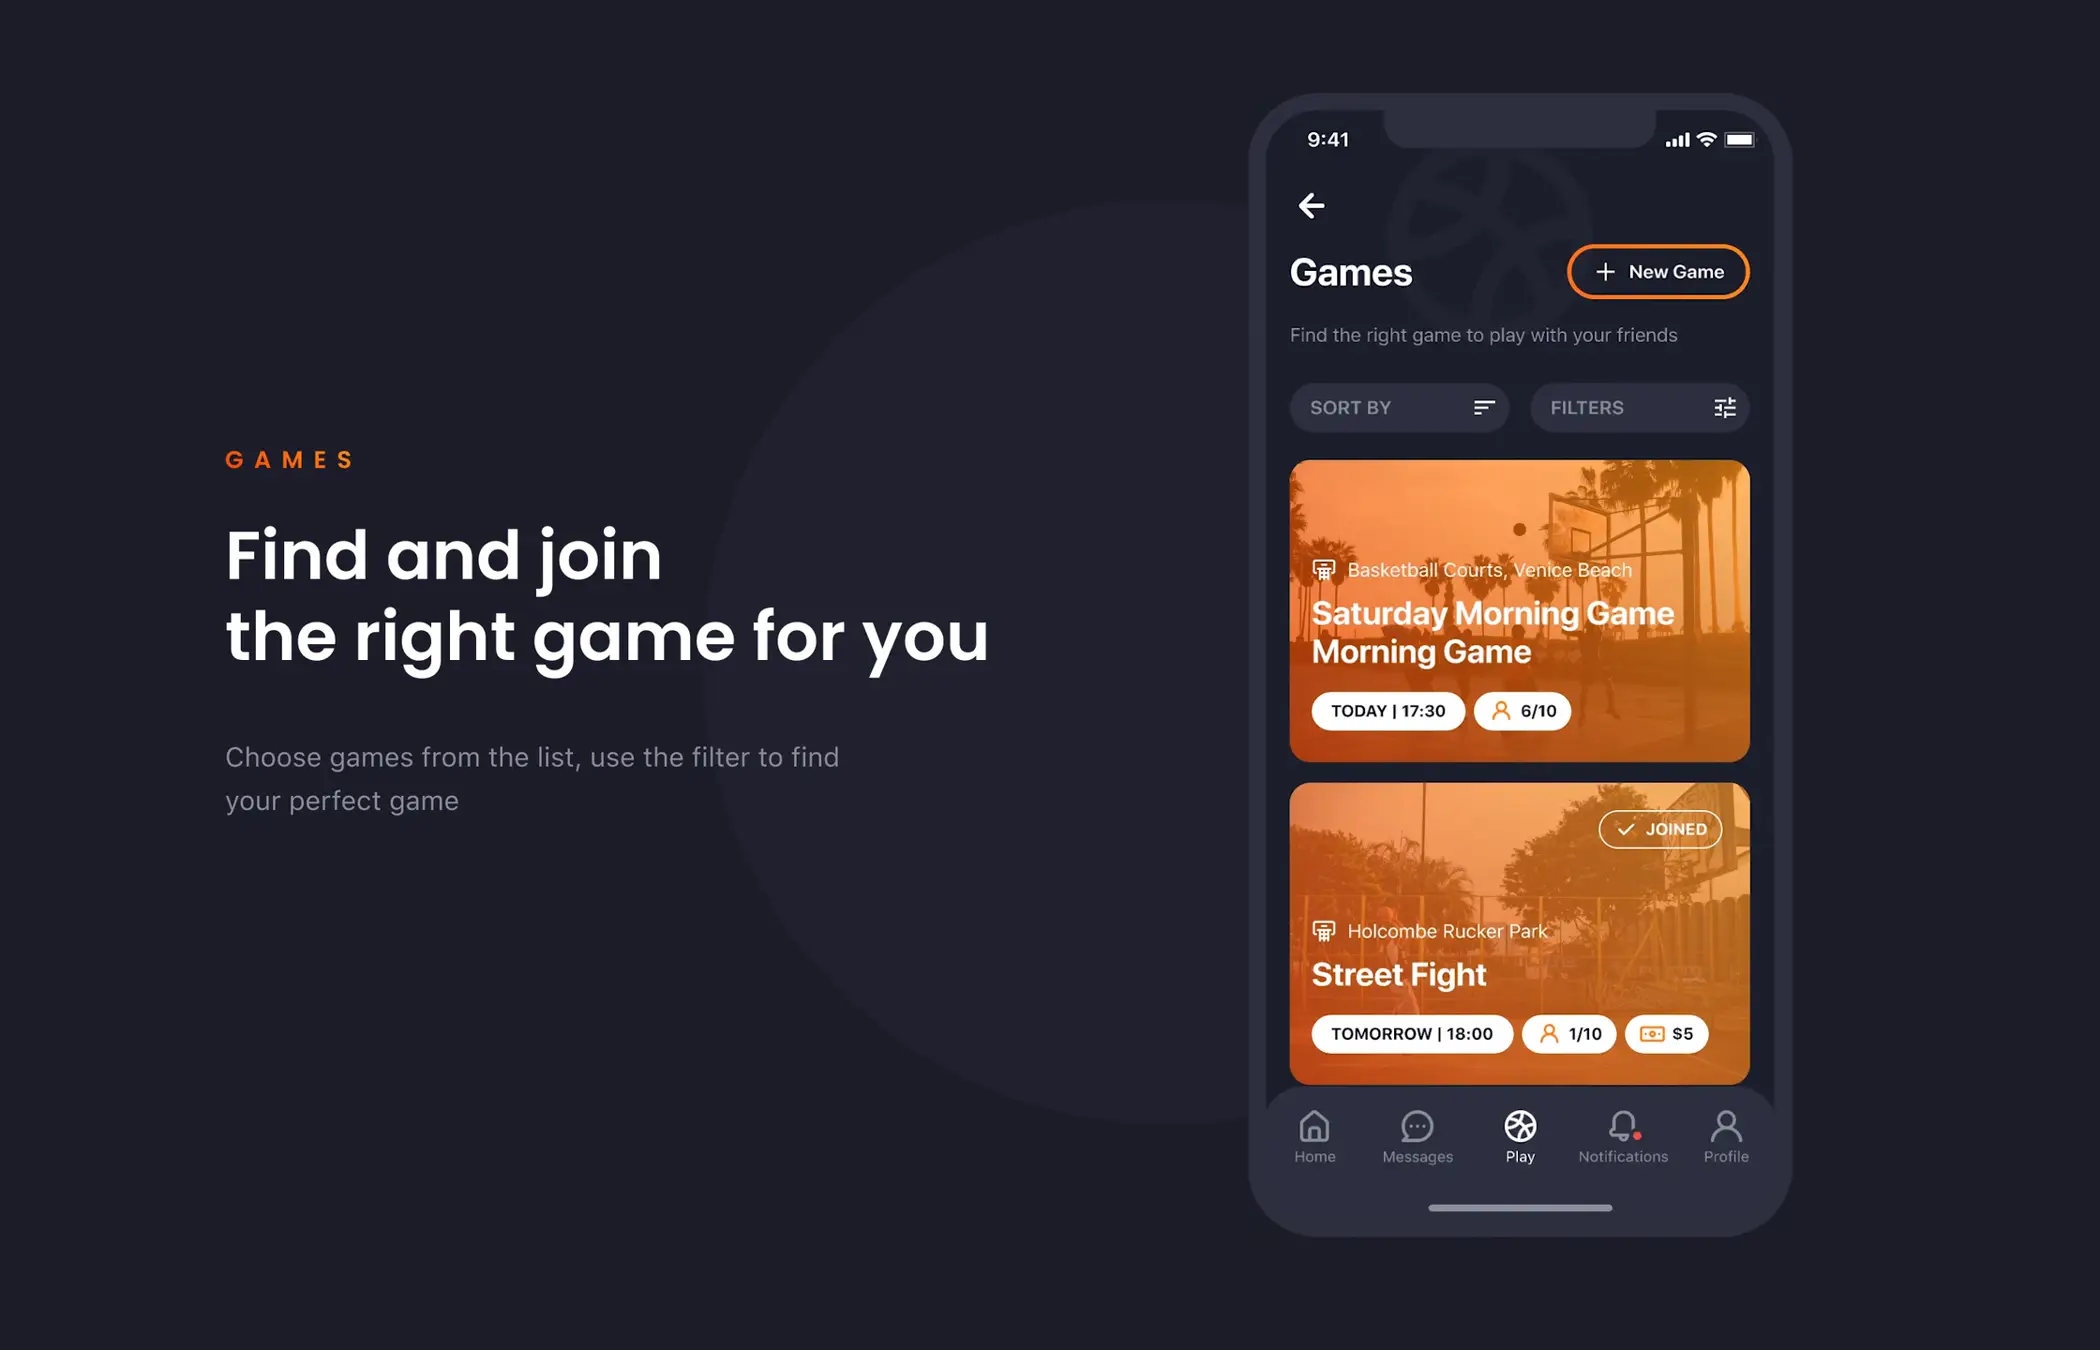 GAMES
Find and join
the right game for you
Choose games from the list, use the filter to find
your perfect game
9:41
Games
New Game
Find the right game to play with your friends
SORT BY
FILTERS
Basketball Courts, Venice Beach
Saturday Morning Game
Morning Game
TODAY | 17:30
6/10
JOINED
Holcombe Rucker Park
Street Fight
TOMORROW | 18:00
1/10
$5
Home
Messages
Play
Notifications
Profile